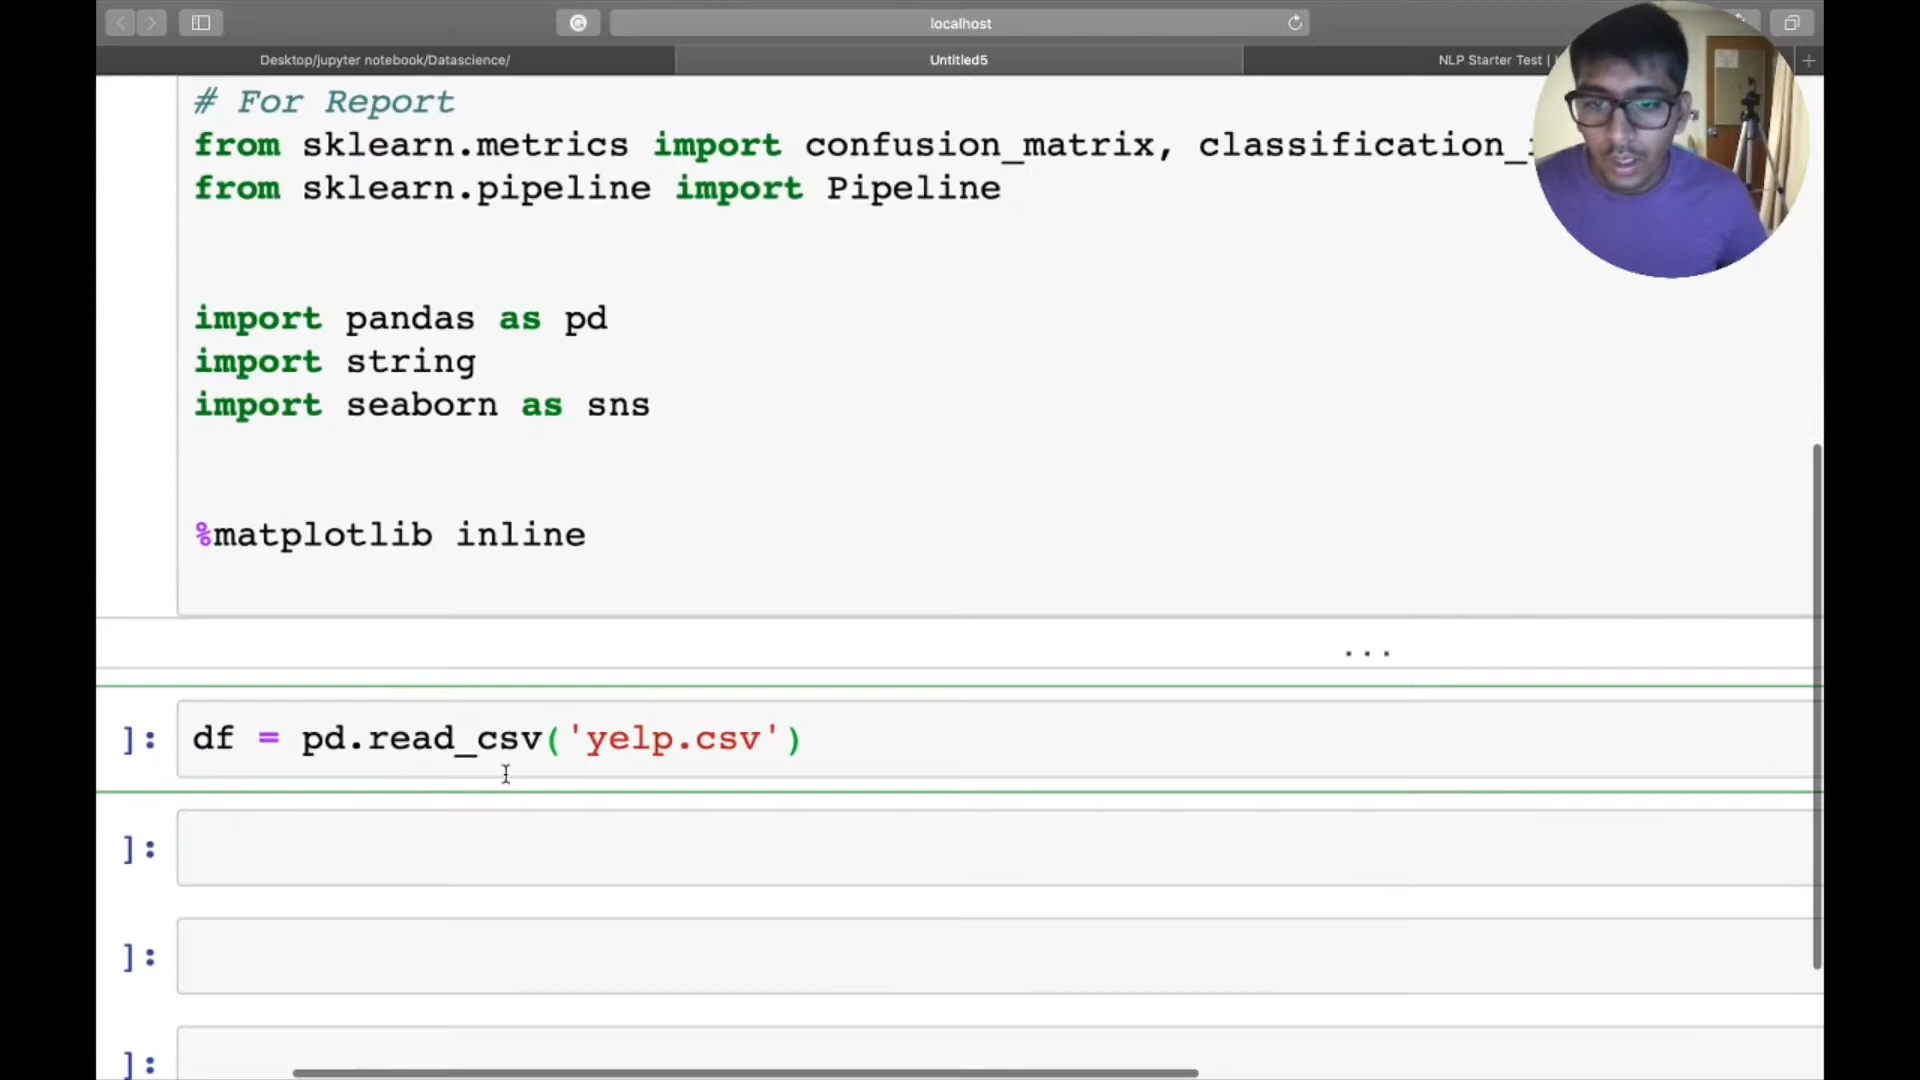 localhost
Desktop/jupyter notebook/Datascience/
Untitled5
NLP Starter Test |
# For Report
from sklearn.metrics import confusion_matrix, classification_
from sklearn.pipeline import Pipeline
import pandas as pd
import string
import seaborn as sns
%matplotlib inline
...
]: df = pd.read_csv('yelp.csv')
]:
]:
]: